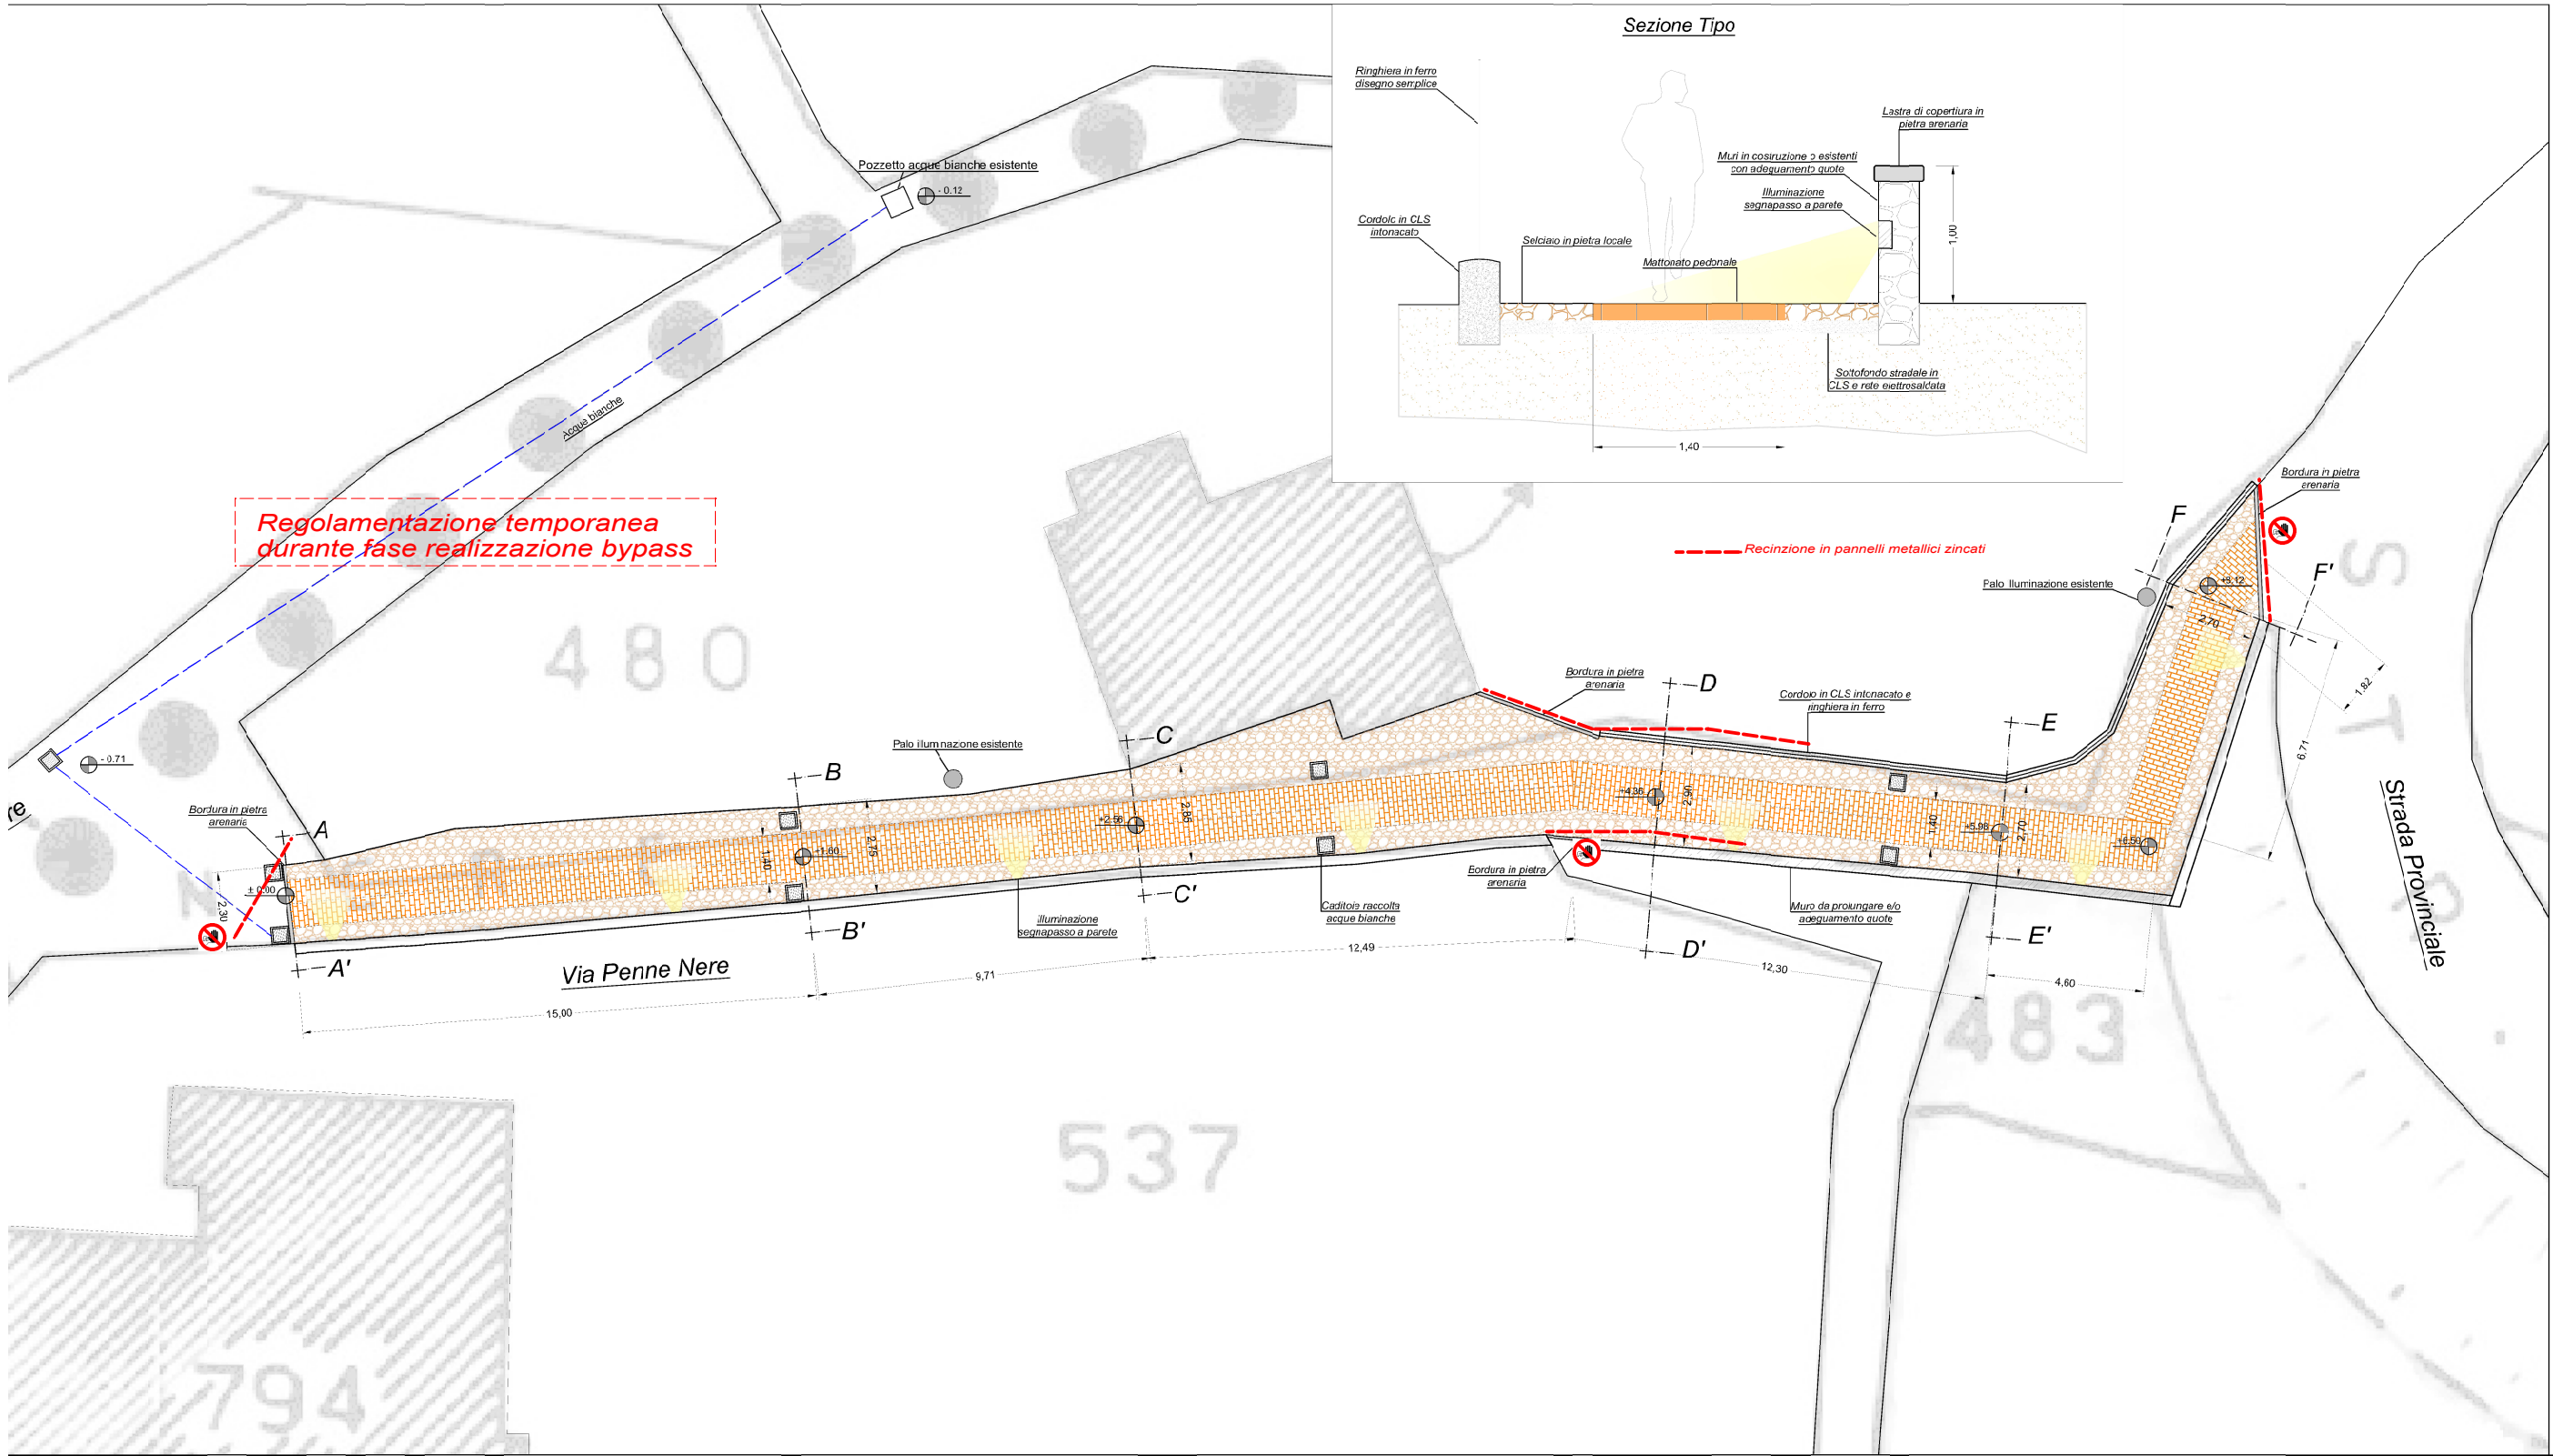 Sezione Tipo
Ringhiera in ferro
disegno semplice
Lastra di copertiura in
pietra arenaria
Muri in costruzione o esistenti
con adeguamento quote
Illuminazione
segnapasso a parete
Cordolo in CLS
intonacato
Selciato in pietra locale
Mattonato pedonale
1,00
Sottofondo stradale in
CLS e rete elettrosaldata
1,40
Pozzetto acque bianche esistente
- 0.12
Acque bianche
Regolamentazione temporanea
durante fase realizzazione bypass
Recinzione in pannelli metallici zincati
Bordura in pietra
arenaria
F
F'
Palo Iluminazione esistente
2,70
1,82
6,71
S
T
480
Bordura in pietra
arenaria
D
Cordolo in CLS intonacato e
ringhiera in ferro
E
C
Palo illuminazione esistente
B
- 0.71
re
Bordura in pietra
arenaria
A
N
± 0.00
2,30
1,40
+1.60
2,75
+2.56
2,85
+4.36
2,90
1,40
+5.96
2,70
+6.50
Strada Provinciale
A'
B'
C'
D'
E'
Via Penne Nere
illuminazione
segnapasso a parete
Caditoia raccolta
acque bianche
Bordura in pietra
arenaria
Muro da prolungare e/o
adeguamento quote
15,00
9,71
12,49
12,30
4,60
483
537
794